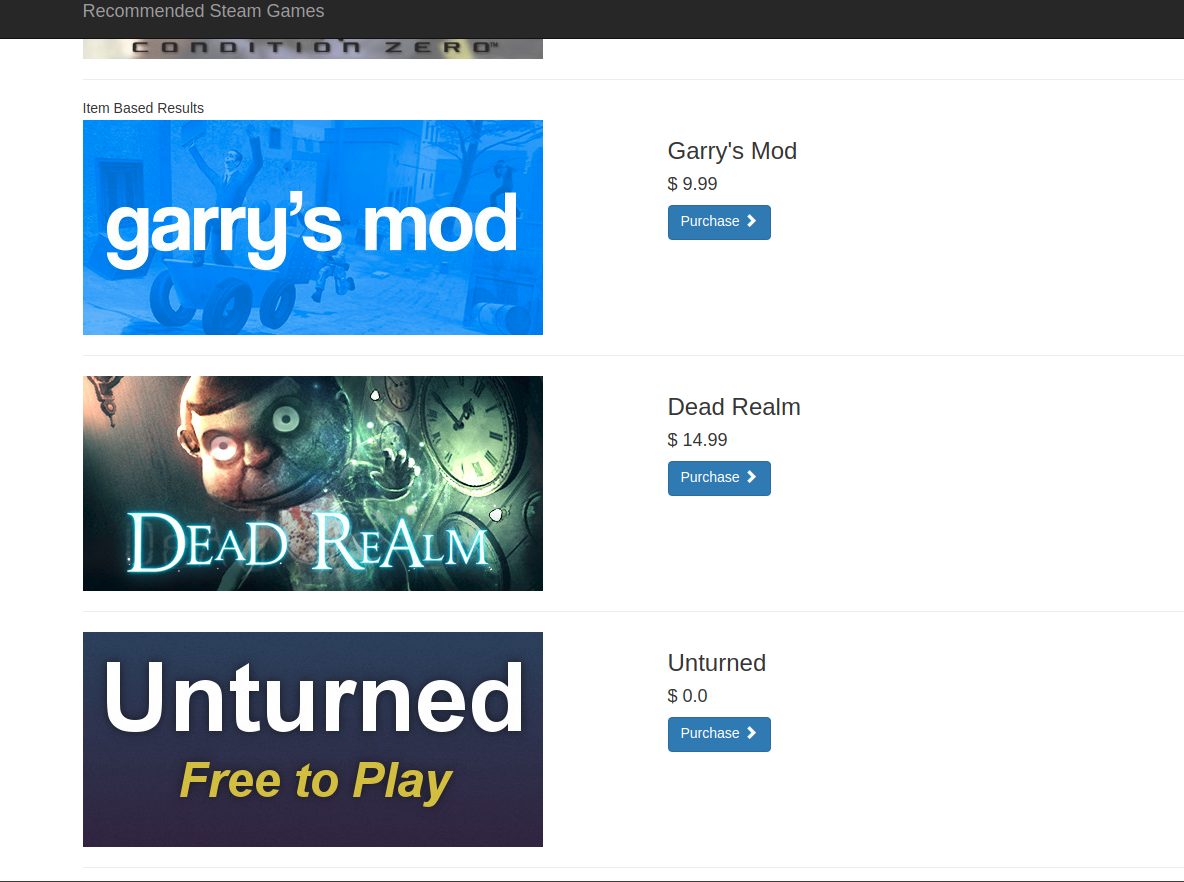 Recommended Steam Games
CONDITION ZERO™
Item Based Results
garry's mod
Garry's Mod
$ 9.99
Purchase
DEAD REALM
Dead Realm
$ 14.99
Purchase
Unturned
Free to Play
Unturned
$ 0.0
Purchase